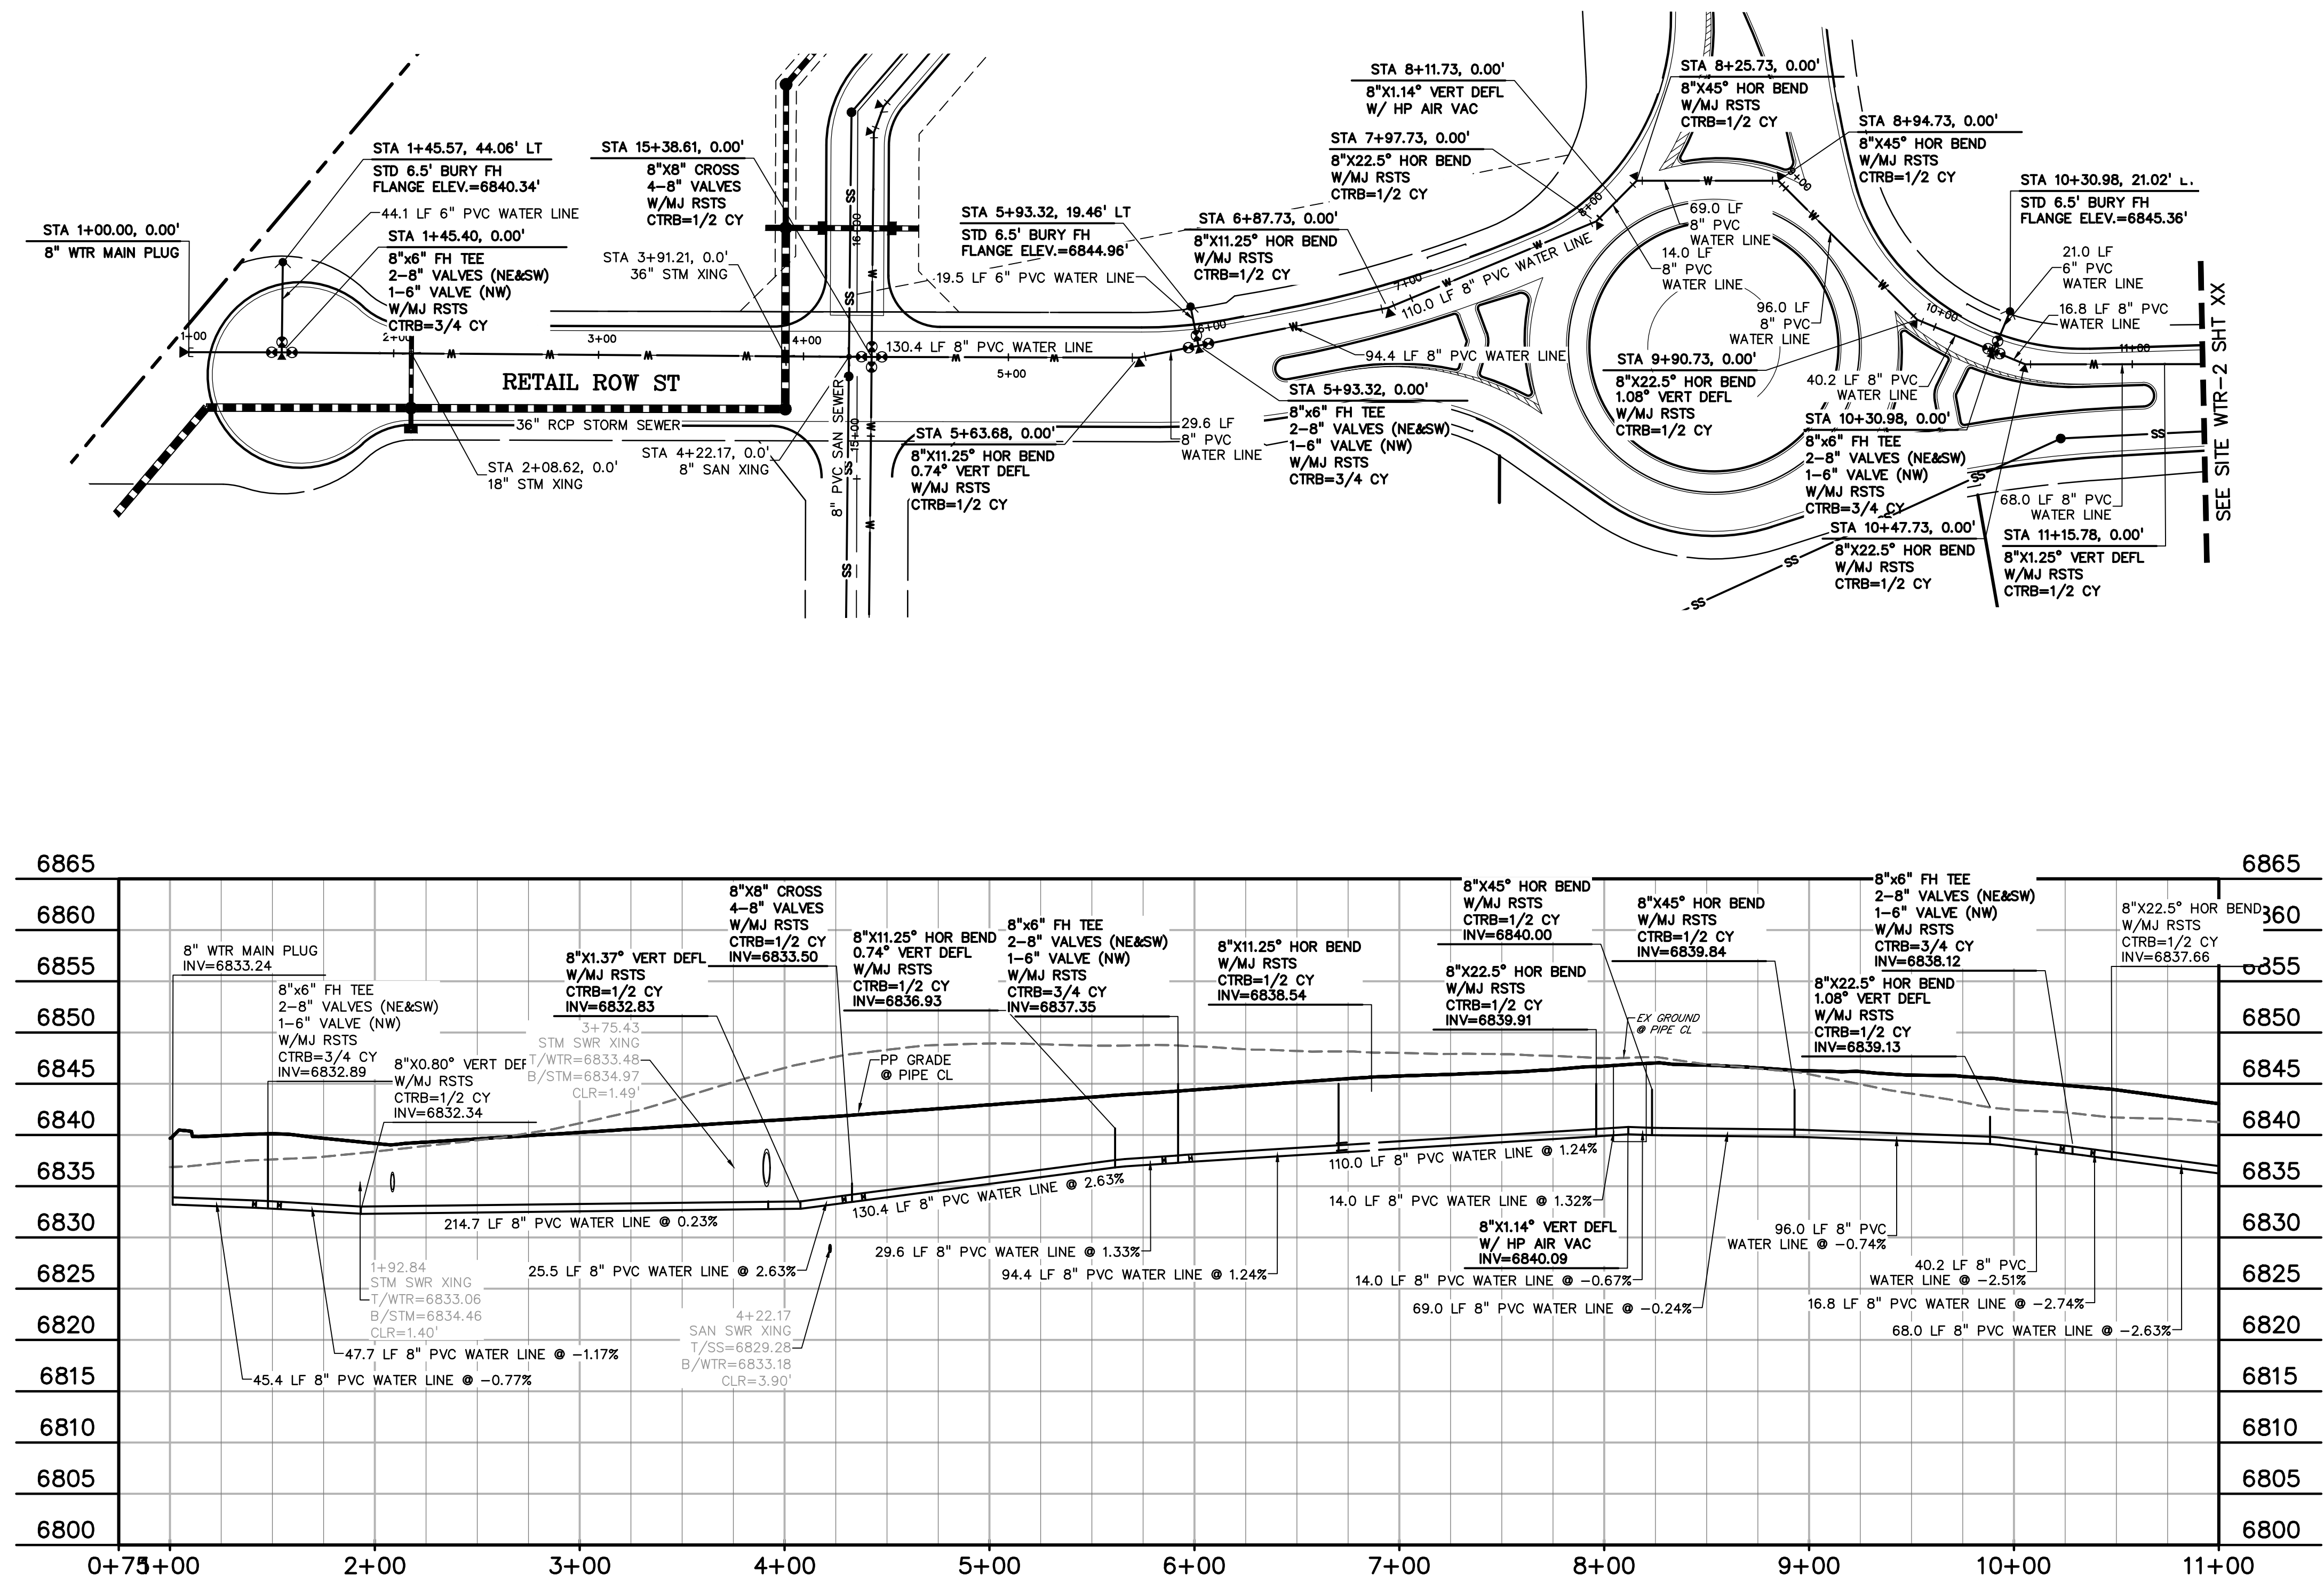 STA 1+00.00, 0.00'
8" WTR MAIN PLUG
STA 1+45.57, 44.06' LT
STD 6.5' BURY FH
FLANGE ELEV.=6840.34'
44.1 LF 6" PVC WATER LINE
STA 1+45.40, 0.00'
8"x6" FH TEE
2-8" VALVES (NE&SW)
1-6" VALVE (NW)
W/MJ RSTS
CTRB=3/4 CY
STA 15+38.61, 0.00'
8"X8" CROSS
4-8" VALVES
W/MJ RSTS
CTRB=1/2 CY
STA 3+91.21, 0.0'
36" STM XING
1+00
3+00
4+00
5+00
6+00
7+00
8+00
10+00
11+00
16+00
15+00
W
SS
RETAIL ROW ST
36" RCP STORM SEWER
STA 2+08.62, 0.0'
18" STM XING
STA 4+22.17, 0.0'
8" SAN XING
8" PVC SAN SEWER
130.4 LF 8" PVC WATER LINE
STA 5+93.32, 19.46' LT
STD 6.5' BURY FH
FLANGE ELEV.=6844.96'
19.5 LF 6" PVC WATER LINE
STA 5+63.68, 0.00'
8"X11.25° HOR BEND
0.74° VERT DEFL
W/MJ RSTS
CTRB=1/2 CY
29.6 LF
8" PVC
WATER LINE
STA 6+87.73, 0.00'
8"X11.25° HOR BEND
W/MJ RSTS
CTRB=1/2 CY
STA 5+93.32, 0.00'
8"x6" FH TEE
2-8" VALVES (NE&SW)
1-6" VALVE (NW)
W/MJ RSTS
CTRB=3/4 CY
94.4 LF 8" PVC WATER LINE
110.0 LF 8" PVC WATER LINE
STA 8+11.73, 0.00'
8"X1.14° VERT DEFL
W/ HP AIR VAC
STA 7+97.73, 0.00'
8"X22.5° HOR BEND
W/MJ RSTS
CTRB=1/2 CY
STA 8+25.73, 0.00'
8"X45° HOR BEND
W/MJ RSTS
CTRB=1/2 CY
STA 8+94.73, 0.00'
8"X45° HOR BEND
W/MJ RSTS
CTRB=1/2 CY
69.0 LF
8" PVC
WATER LINE
14.0 LF
8" PVC
WATER LINE
96.0 LF
8" PVC
WATER LINE
STA 9+90.73, 0.00'
8"X22.5° HOR BEND
1.08° VERT DEFL
W/MJ RSTS
CTRB=1/2 CY
40.2 LF 8" PVC
WATER LINE
STA 10+30.98, 21.02'
STD 6.5' BURY FH
FLANGE ELEV.=6845.36'
21.0 LF
6" PVC
WATER LINE
16.8 LF 8" PVC
WATER LINE
STA 10+30.98, 0.00'
8"x6" FH TEE
2-8" VALVES (NE&SW)
1-6" VALVE (NW)
W/MJ RSTS
CTRB=3/4 CY
68.0 LF 8" PVC
WATER LINE
STA 10+47.73, 0.00'
8"X22.5° HOR BEND
W/MJ RSTS
CTRB=1/2 CY
STA 11+15.78, 0.00'
8"X1.25° VERT DEFL
W/MJ RSTS
CTRB=1/2 CY
SEE SITE WTR-2 SHT XX
6865
6860
6855
6850
6845
6840
6835
6830
6825
6820
6815
6810
6805
6800
8" WTR MAIN PLUG
INV=6833.24
8"x6" FH TEE
2-8" VALVES (NW)
1-6" VALVE (NW)
W/MJ RSTS
CTRB=3/4 CY
INV=6832.89
8"X0.80° VERT DEF
W/MJ RSTS
CTRB=1/2 CY
INV=6832.34
8"X1.37° VERT DEFL
W/MJ RSTS
CTRB=1/2 CY
INV=6832.83
3+75.43
STM SWR XING
T/WTR=6833.48
B/STM=6834.97
CLR=1.49'
8"X8" CROSS
4-8" VALVES
W/MJ RSTS
CTRB=1/2 CY
INV=6833.50
8"X11.25° HOR BEND
0.74° VERT DEFL
W/MJ RSTS
CTRB=1/2 CY
INV=6836.93
8"x6" FH TEE
2-8" VALVES (NE&SW)
1-6" VALVE (NW)
W/MJ RSTS
CTRB=3/4 CY
INV=6837.35
8"X11.25° HOR BEND
W/MJ RSTS
CTRB=1/2 CY
INV=6838.54
8"X45° HOR BEND
W/MJ RSTS
CTRB=1/2 CY
INV=6840.00
8"X22.5° HOR BEND
W/MJ RSTS
CTRB=1/2 CY
INV=6839.91
8"X45° HOR BEND
W/MJ RSTS
CTRB=1/2 CY
INV=6839.84
EX GROUND
@ PIPE CL
8"x6" FH TEE
2-8" VALVES (NE&SW)
1-6" VALVE (NW)
W/MJ RSTS
CTRB=3/4 CY
INV=6838.12
8"X22.5° HOR BEND
1.08° VERT DEFL
W/MJ RSTS
CTRB=1/2 CY
INV=6839.13
8"X22.5° HOR BEND
W/MJ RSTS
CTRB=1/2 CY
INV=6837.66
PP GRADE
@ PIPE CL
214.7 LF 8" PVC WATER LINE @ 0.23%
130.4 LF 8" PVC WATER LINE @ 2.63%
110.0 LF 8" PVC WATER LINE @ 1.24%
14.0 LF 8" PVC WATER LINE @ 1.32%
8"X1.14° VERT DEFL
W/ HP AIR VAC
INV=6840.09
29.6 LF 8" PVC WATER LINE @ 1.33%
25.5 LF 8" PVC WATER LINE @ 2.63%
94.4 LF 8" PVC WATER LINE @ 1.24%
14.0 LF 8" PVC WATER LINE @ -0.67%
69.0 LF 8" PVC WATER LINE @ -0.24%
96.0 LF 8" PVC
WATER LINE @ -0.74%
40.2 LF 8" PVC
WATER LINE @ -2.51%
16.8 LF 8" PVC WATER LINE @ -2.74%
68.0 LF 8" PVC WATER LINE @ -2.63%
1+92.84
STM SWR XING
T/WTR=6833.06
B/STM=6834.46
CLR=1.40'
4+22.17
SAN SWR XING
T/SS=6829.28
B/WTR=6833.18
CLR=3.90'
47.7 LF 8" PVC WATER LINE @ -1.17%
45.4 LF 8" PVC WATER LINE @ -0.77%
6865
6850
6845
6840
6835
6830
6825
6820
6815
6810
6805
6800
1+00
2+00
3+00
4+00
5+00
6+00
7+00
8+00
9+00
10+00
11+00